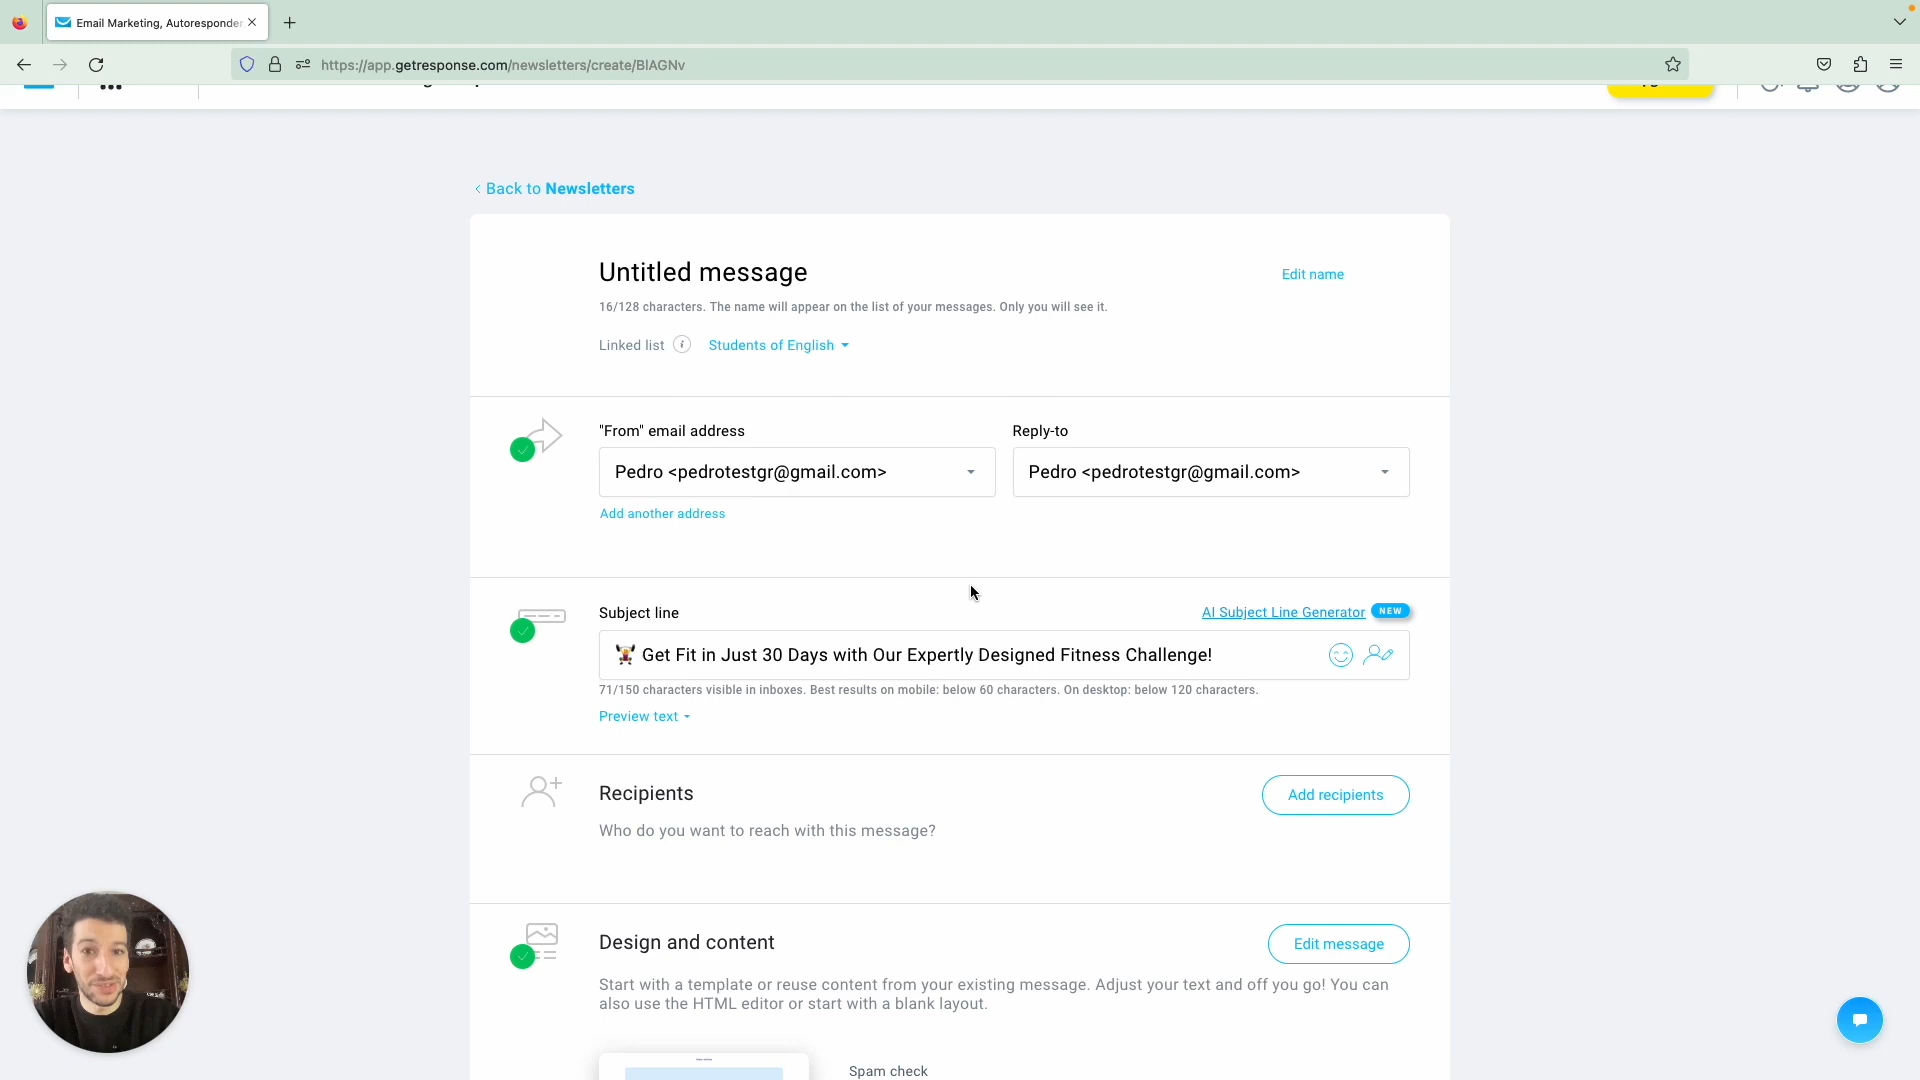 Email Marketing, Autoresponder
https://app.getresponse.com/newsletters/create/BlAGNv
Back to Newsletters
Untitled message
Edit name
16/128 characters. The name will appear on the list of your messages. Only you will see it.
Linked list i Students of English
"From" email address
Reply-to
Pedro <pedrotestgr@gmail.com>
Pedro <pedrotestgr@gmail.com>
Add another address
Subject line
AI Subject Line Generator NEW
🏋️ Get Fit in Just 30 Days with Our Expertly Designed Fitness Challenge!
71/150 characters visible in inboxes. Best results on mobile: below 60 characters. On desktop: below 120 characters.
Preview text
Recipients
Add recipients
Who do you want to reach with this message?
Design and content
Edit message
Start with a template or reuse content from your existing message. Adjust your text and off you go! You can
also use the HTML editor or start with a blank layout.
Spam check